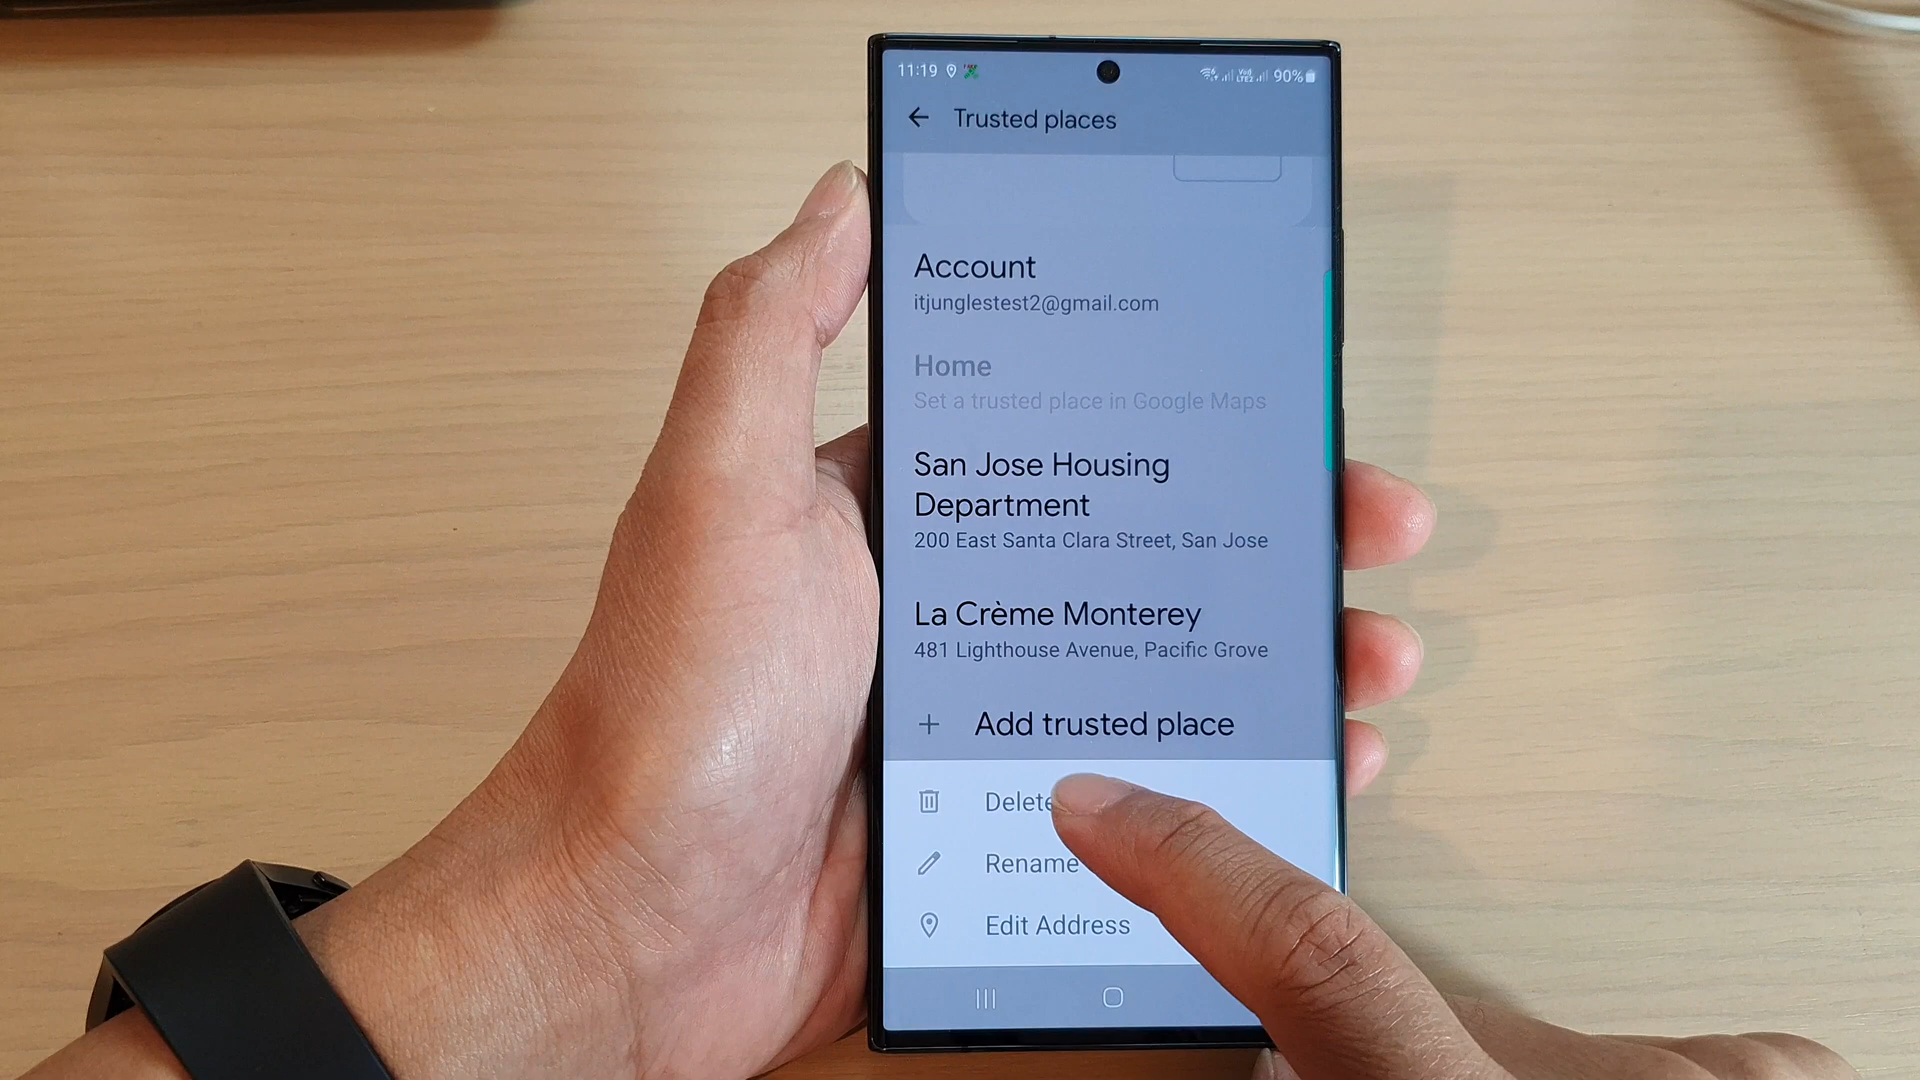 11:19 90%
Trusted places
Account
itjunglestest2@gmail.com
Home
Set a trusted place in Google Maps
San Jose Housing
Department
200 East Santa Clara Street, San Jose
La Crème Monterey
481 Lighthouse Avenue, Pacific Grove
+ Add trusted place
Delete
Rename
Edit Address